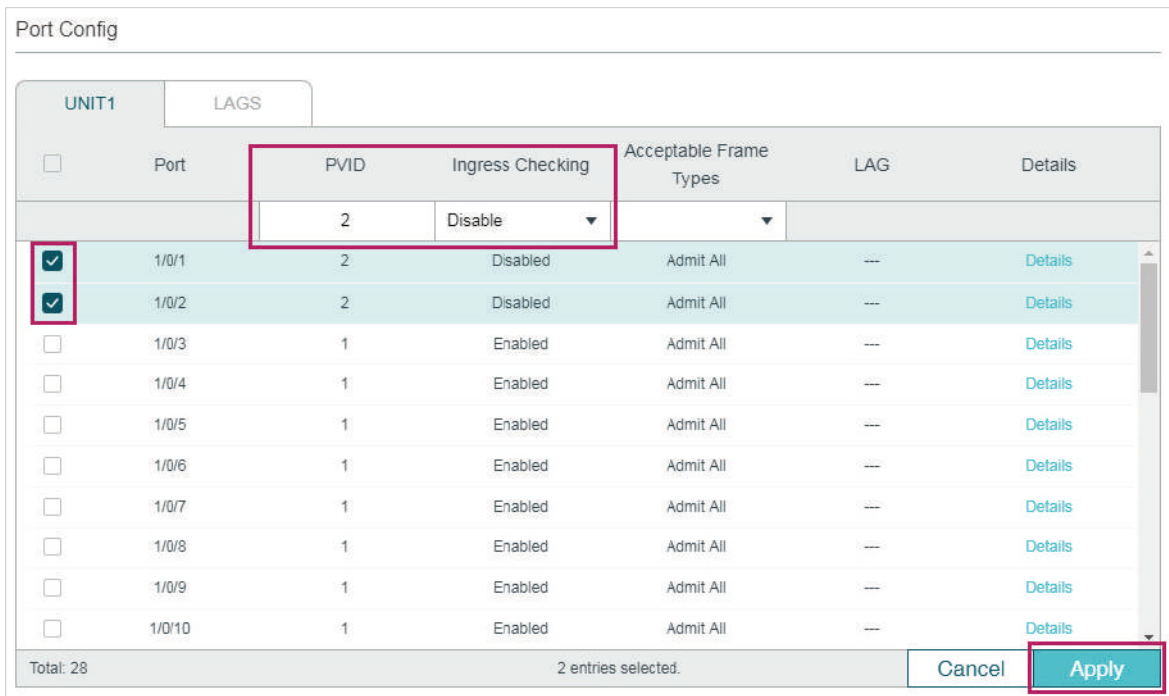 Port Config
UNIT1 LAGS
Port PVID Ingress Checking Acceptable Frame Types LAG Details
2 Disable
1/0/1 2 Disabled Admit All --- Details
1/0/2 2 Disabled Admit All --- Details
1/0/3 1 Enabled Admit All --- Details
1/0/4 1 Enabled Admit All --- Details
1/0/5 1 Enabled Admit All --- Details
1/0/6 1 Enabled Admit All --- Details
1/0/7 1 Enabled Admit All --- Details
1/0/8 1 Enabled Admit All --- Details
1/0/9 1 Enabled Admit All --- Details
1/0/10 1 Enabled Admit All --- Details
Total: 28 2 entries selected. Cancel Apply